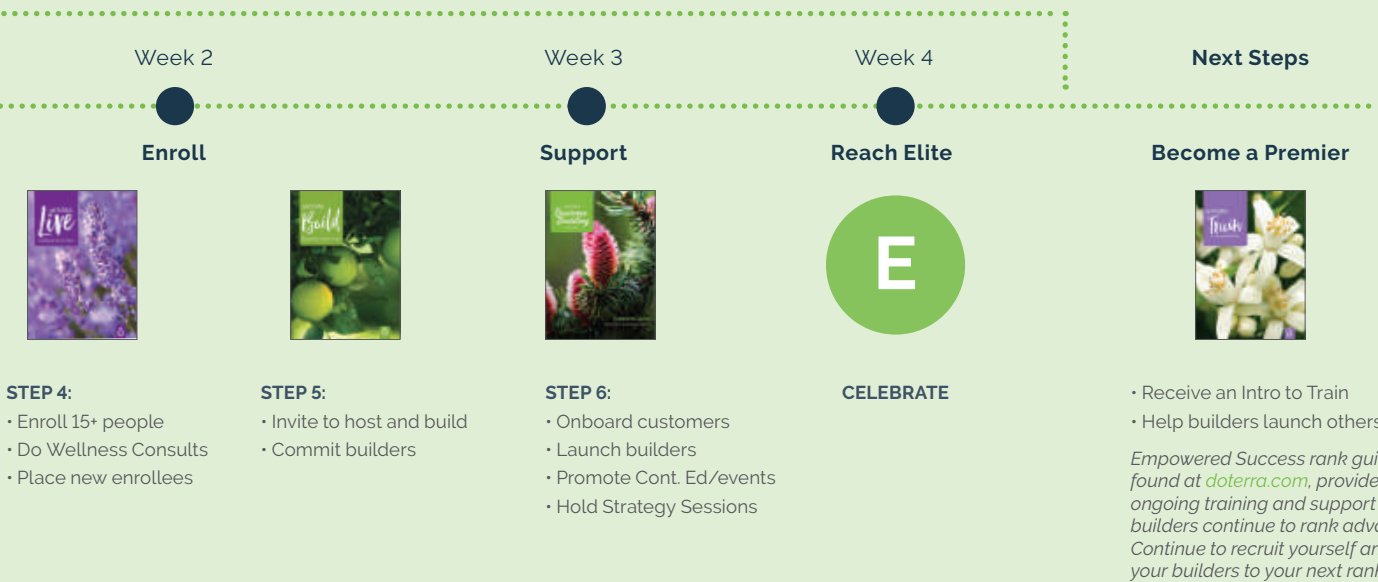 Week 2
Week 3
Week 4
Next Steps
Enroll
Support
Reach Elite
Become a Premier
Live
Build
E
STEP 4:
• Enroll 15+ people
• Do Wellness Consults
• Place new enrollees
STEP 5:
• Invite to host and build
• Commit builders
STEP 6:
• Onboard customers
• Launch builders
• Promote Cont. Ed/events
• Hold Strategy Sessions
CELEBRATE
• Receive an Intro to Train
• Help builders launch others
Empowered Success rank gui
found at doterra.com, provide
ongoing training and support
builders continue to rank adva
Continue to recruit yourself an
your builders to your next rank